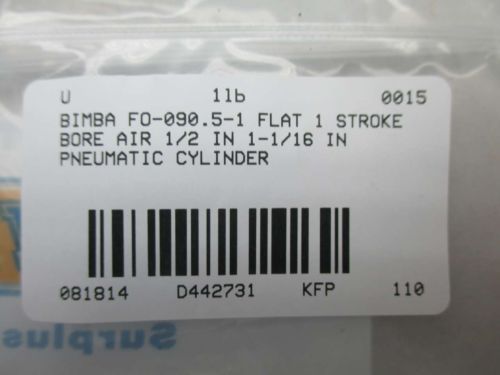 U 11b 0015
BIMBA FO-090.5-1 FLAT 1 STROKE
BORE AIR 1/2 IN 1-1/16 IN
PNEUMATIC CYLINDER
081814 D442731 KFP 110
Surplus